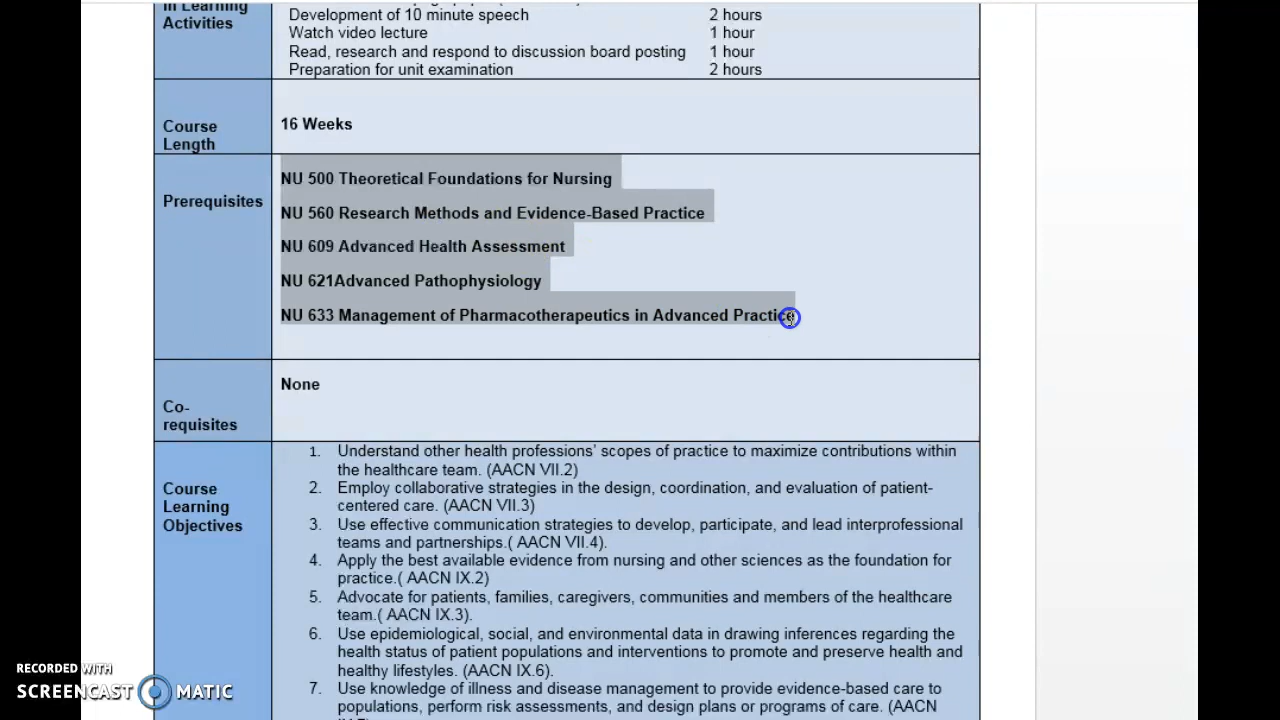 in Learning
Activities
Development of 10 minute speech 2 hours
Watch video lecture 1 hour
Read, research and respond to discussion board posting 1 hour
Preparation for unit examination 2 hours
Course
Length
16 Weeks
Prerequisites
NU 500 Theoretical Foundations for Nursing
NU 560 Research Methods and Evidence-Based Practice
NU 609 Advanced Health Assessment
NU 621Advanced Pathophysiology
NU 633 Management of Pharmacotherapeutics in Advanced Practice
Co-
requisites
None
Course
Learning
Objectives
1. Understand other health professions' scopes of practice to maximize contributions within
the healthcare team. (AACN VII.2)
2. Employ collaborative strategies in the design, coordination, and evaluation of patient-
centered care. (AACN VII.3)
3. Use effective communication strategies to develop, participate, and lead interprofessional
teams and partnerships.( AACN VII.4).
4. Apply the best available evidence from nursing and other sciences as the foundation for
practice.( AACN IX.2)
5. Advocate for patients, families, caregivers, communities and members of the healthcare
team.( AACN IX.3).
6. Use epidemiological, social, and environmental data in drawing inferences regarding the
health status of patient populations and interventions to promote and preserve health and
healthy lifestyles. (AACN IX.6).
7. Use knowledge of illness and disease management to provide evidence-based care to
populations, perform risk assessments, and design plans or programs of care. (AACN
RECORDED WITH
SCREENCAST MATIC